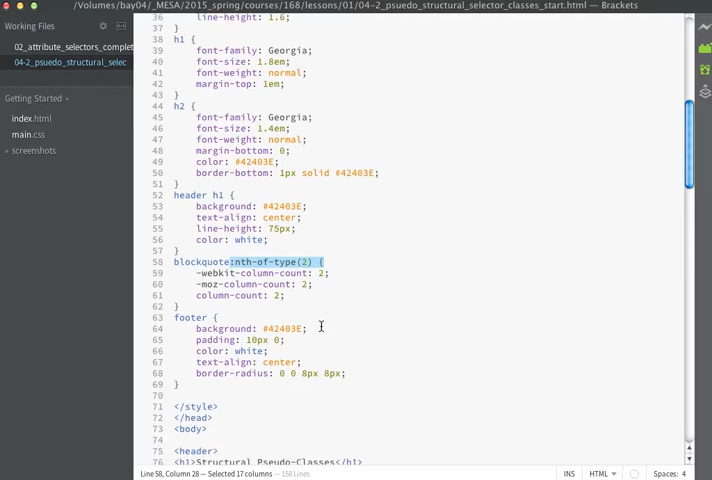 /Volumes/bay04/_MESA/2015_spring/courses/168/lessons/01/04-2_psuedo_structural_selector_classes_start.html — Brackets
Working Files
02_attribute_selectors_complet
04-2_psuedo_structural_selec
Getting Started
index.html
main.css
screenshots
36 line-height: 1.6;
37 }
38 h1 {
39 font-family: Georgia;
40 font-size: 1.8em;
41 font-weight: normal;
42 margin-top: 1em;
43 }
44 h2 {
45 font-family: Georgia;
46 font-size: 1.4em;
47 font-weight: normal;
48 margin-bottom: 0;
49 color: #42403E;
50 border-bottom: 1px solid #42403E;
51 }
52 header h1 {
53 background: #42403E;
54 text-align: center;
55 line-height: 75px;
56 color: white;
57 }
58 blockquote:nth-of-type(2) {
59 -webkit-column-count: 2;
60 -moz-column-count: 2;
61 column-count: 2;
62 }
63 footer {
64 background: #42403E;
65 padding: 10px 0;
66 color: white;
67 text-align: center;
68 border-radius: 0 0 8px 8px;
69 }
70
71 </style>
72 </head>
73 <body>
74
75 <header>
76 <h1>Structural Pseudo-Classes</h1>
Line 58, Column 28 — Selected 17 columns — 158 Lines
INS
HTML
Spaces: 4